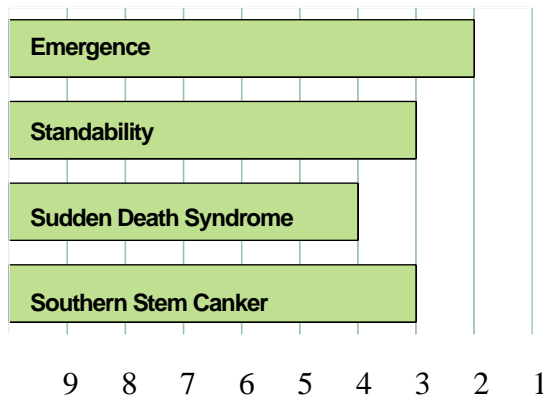 Emergence
Standability
Sudden Death Syndrome
Southern Stem Canker
9 8 7 6 5 4 3 2 1